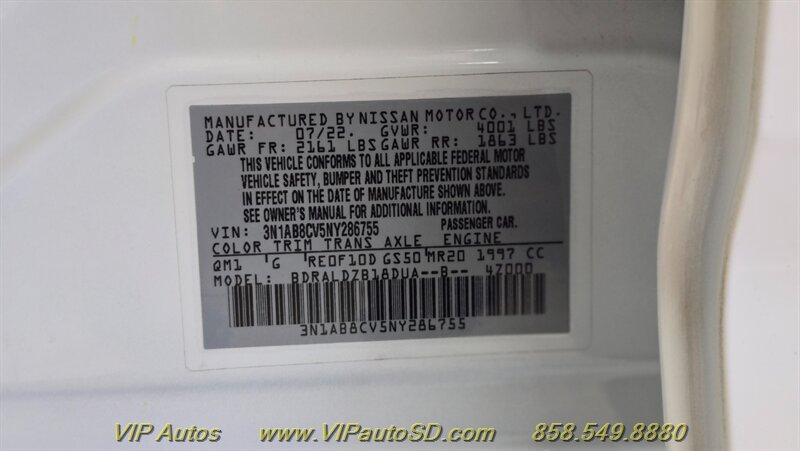 MANUFACTURED BY NISSAN MOTOR CO., LTD.
DATE: 07/22. GVWR: 4001 LBS
GAWR FR: 2161 LBS GAWR RR: 1863 LBS
THIS VEHICLE CONFORMS TO ALL APPLICABLE FEDERAL MOTOR
VEHICLE SAFETY, BUMPER AND THEFT PREVENTION STANDARDS
IN EFFECT ON THE DATE OF MANUFACTURE SHOWN ABOVE.
SEE OWNER'S MANUAL FOR ADDITIONAL INFORMATION.
VIN: 3N1AB8CV5NY286755 PASSENGER CAR.
COLOR TRIM TRANS AXLE ENGINE
QM1 G RE0F10D GS50 MR20 1997 CC
MODEL: BDRALDZB18DUA--B-- 4Z000
3N1AB8CV5NY286755
VIP Autos www.VIPautoSD.com 858.549.8880